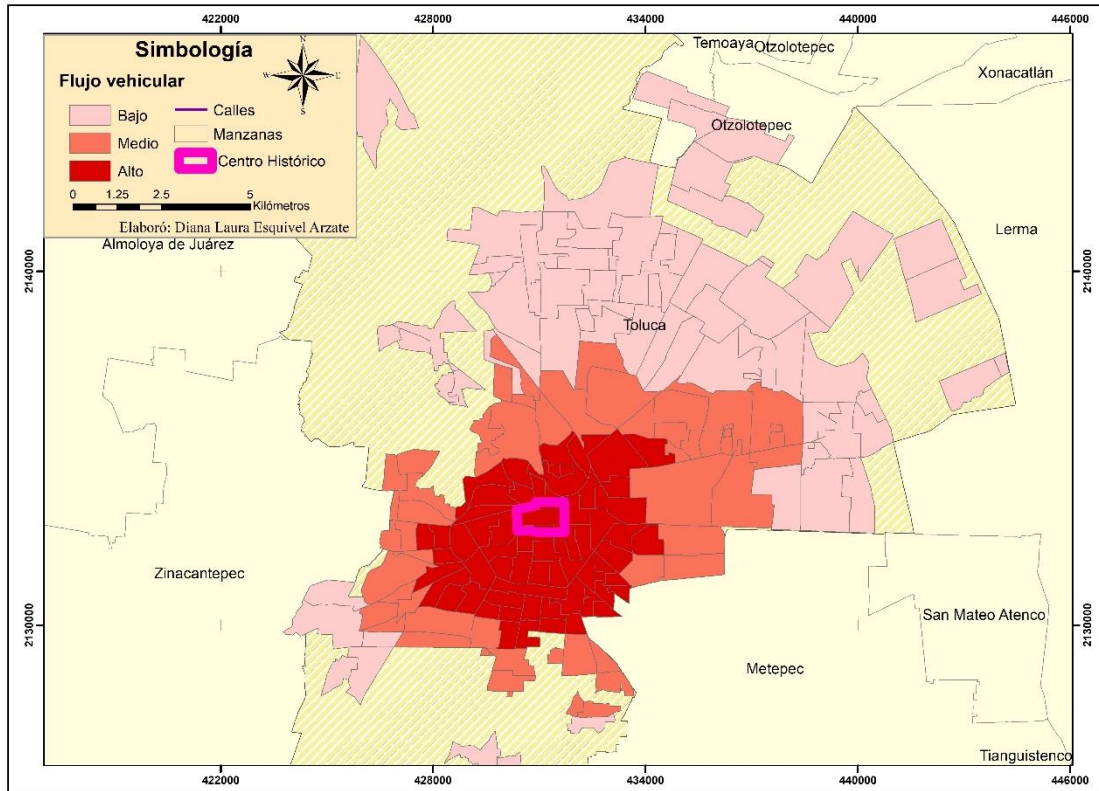 422000 428000 434000 440000 446000
Simbología
N
W E
S
Flujo vehicular
Bajo
Medio
Alto
Calles
Manzanas
Centro Histórico
0 1.25 2.5 5
Kilómetros
Elaboró: Diana Laura Esquivel Arzate
Temoaya
Otzolotepec
Xonacatlán
Otzolotepec
Almoloya de Juárez
Lerma
2140000
2140000
Toluca
Zinacantepec
San Mateo Atenco
2130000
2130000
Metepec
Tianguistenco
422000 428000 434000 440000 446000